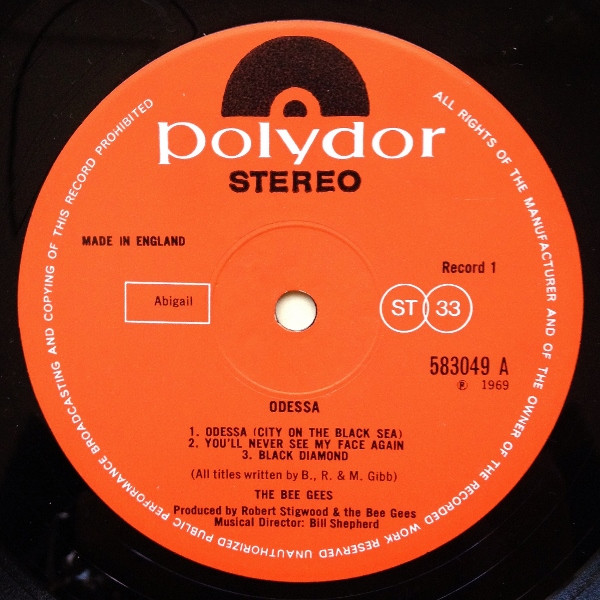 polydor
STEREO
MADE IN ENGLAND
Abigail
Record 1
ST 33
583049 A
℗ 1969
ODESSA
1. ODESSA (CITY ON THE BLACK SEA)
2. YOU'LL NEVER SEE MY FACE AGAIN
3. BLACK DIAMOND
(All titles written by B., R. & M. Gibb)
THE BEE GEES
Produced by Robert Stigwood & the Bee Gees
Musical Director: Bill Shepherd
ALL RIGHTS OF THE MANUFACTURER AND OF THE OWNER OF THE RECORDED WORK RESERVED UNAUTHORIZED PUBLIC PERFORMANCE BROADCASTING AND COPYING OF THIS RECORD PROHIBITED